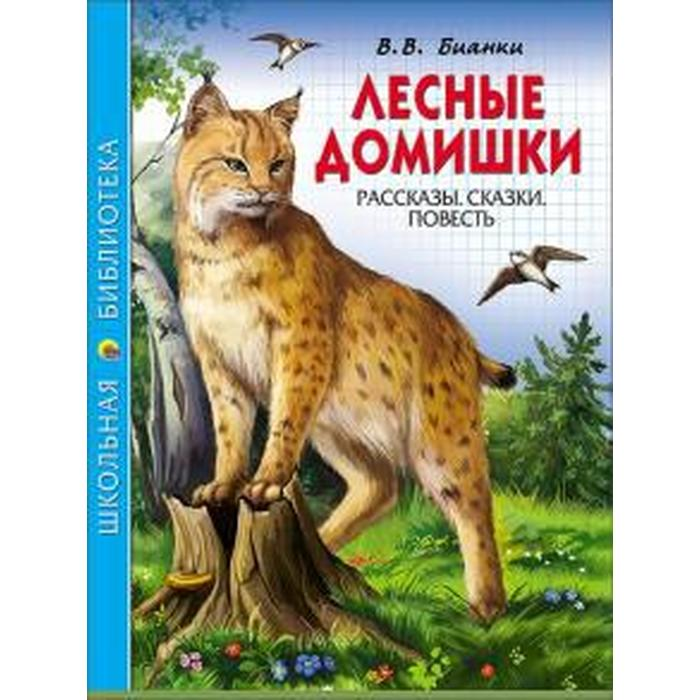 В.В. Бианки
ЛЕСНЫЕ
ДОМИШКИ
РАССКАЗЫ. СКАЗКИ.
ПОВЕСТЬ
ШКОЛЬНАЯ БИБЛИОТЕКА